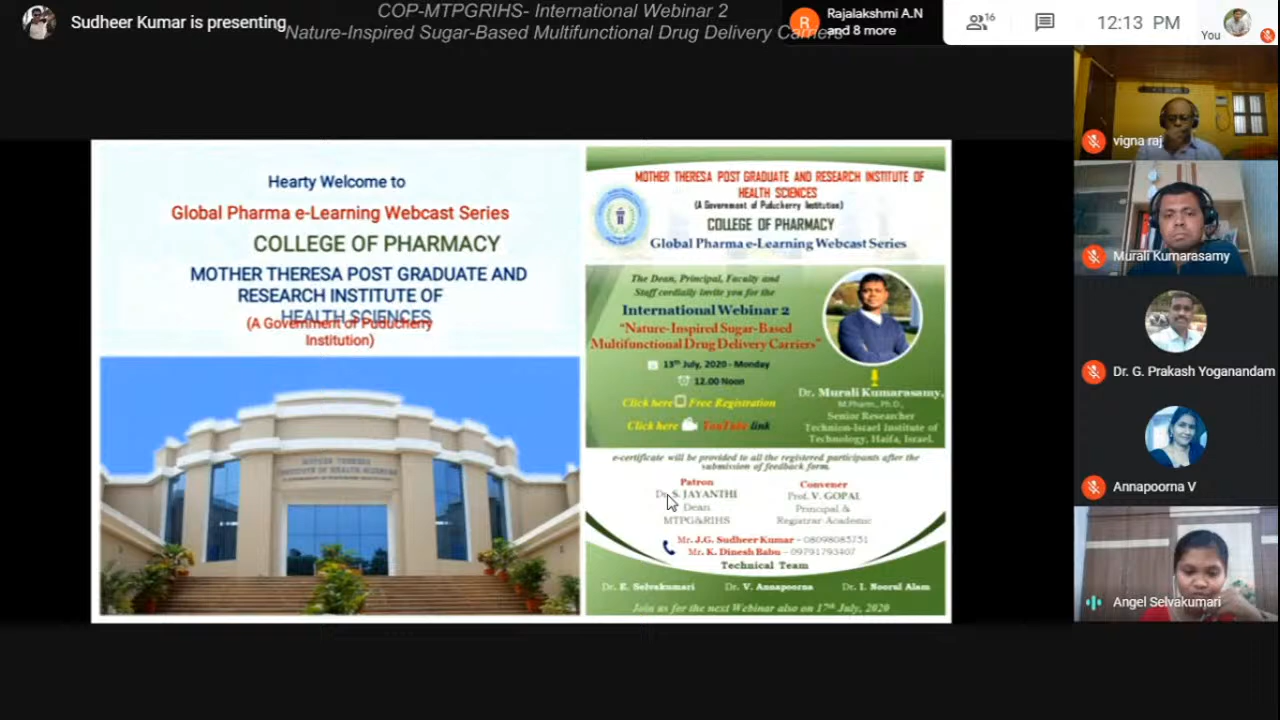 Sudheer Kumar is presenting
COP-MTPGRIHS- International Webinar 2
Nature-Inspired Sugar-Based Multifunctional Drug Delivery Carriers
R
Rajalakshmi A.N
and 8 more
16
12:13 PM
You
Hearty Welcome to
Global Pharma e-Learning Webcast Series
COLLEGE OF PHARMACY
MOTHER THERESA POST GRADUATE AND
RESEARCH INSTITUTE OF
HEALTH SCIENCES
(A Government of Puducherry
Institution)
MOTHER THERESA
INSTITUTE OF HEALTH SCIENCES
MOTHER THERESA POST GRADUATE AND RESEARCH INSTITUTE OF
HEALTH SCIENCES
(A Government of Puducherry Institution)
COLLEGE OF PHARMACY
Global Pharma e-Learning Webcast Series
The Dean, Principal, Faculty and
Staff cordially invite you for the
International Webinar 2
"Nature-Inspired Sugar-Based
Multifunctional Drug Delivery Carriers"
13th July, 2020 - Monday
12.00 Noon
Click here Free Registration
Click here YouTube link
Dr. Murali Kumarasamy,
M.Pharm., Ph.D.,
Senior Researcher
Technion-Israel Institute of
Technology, Haifa, Israel.
e-certificate will be provided to all the registered participants after the
submission of feedback form.
Patron
Dr. S. JAYANTHI
Dean
MTPG&RIHS
Convener
Prof. V. GOPAL
Principal &
Registrar Academic
Mr. J.G. Sudheer Kumar - 08098085751
Mr. K. Dinesh Babu - 09791793407
Technical Team
Dr. E. Selvakumari Dr. V. Annapoorna Dr. I. Noorul Alam
Join us for the next Webinar also on 17th July, 2020
vigna raj
Murali Kumarasamy
Dr. G. Prakash Yoganandam
Annapoorna V
Angel Selvakumari